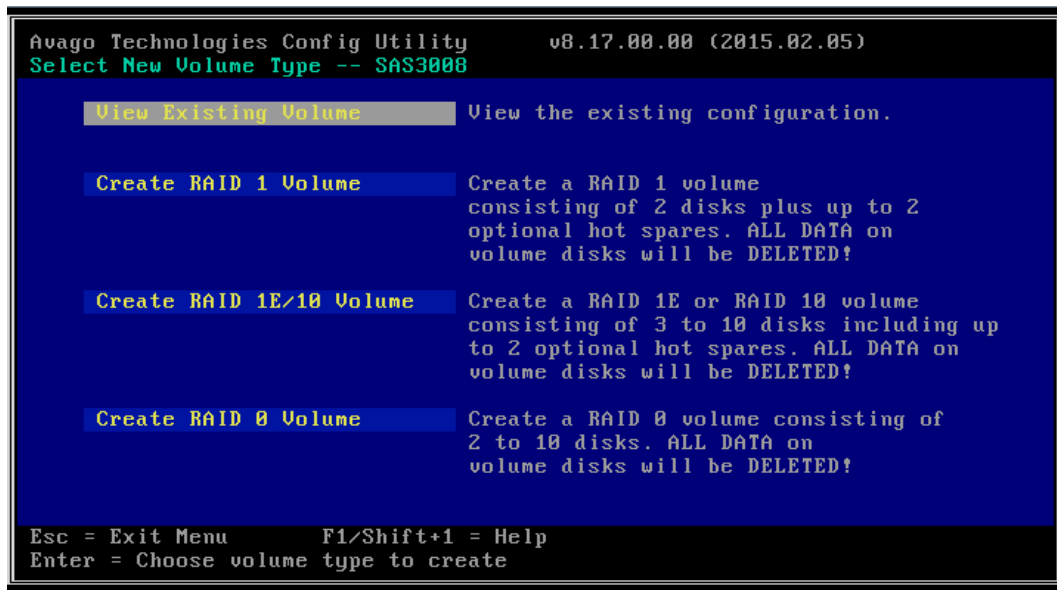 Avago Technologies Config Utility v8.17.00.00 (2015.02.05)
Select New Volume Type -- SAS3008
View Existing Volume View the existing configuration.
Create RAID 1 Volume Create a RAID 1 volume
consisting of 2 disks plus up to 2
optional hot spares. ALL DATA on
volume disks will be DELETED!
Create RAID 1E/10 Volume Create a RAID 1E or RAID 10 volume
consisting of 3 to 10 disks including up
to 2 optional hot spares. ALL DATA on
volume disks will be DELETED!
Create RAID 0 Volume Create a RAID 0 volume consisting of
2 to 10 disks. ALL DATA on
volume disks will be DELETED!
Esc = Exit Menu F1/Shift+1 = Help
Enter = Choose volume type to create